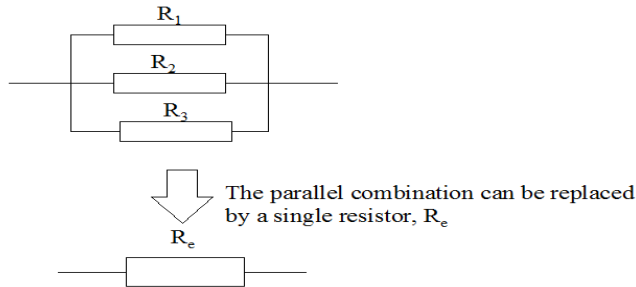 R₁
R₂
R₃
The parallel combination can be replaced
by a single resistor, Rₑ
Rₑ